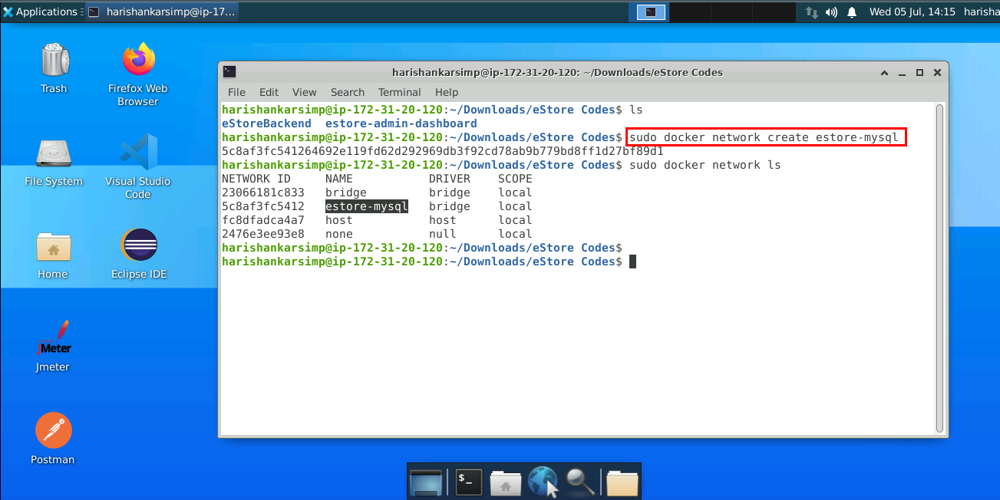 Applications
harishankarsimp@ip-17...
Wed 05 Jul, 14:15
harisha
Trash
Firefox Web
Browser
File System
Visual Studio
Code
Home
Eclipse IDE
JMeter
Jmeter
Postman
harishankarsimp@ip-172-31-20-120: ~/Downloads/eStore Codes
File Edit View Search Terminal Help
harishankarsimp@ip-172-31-20-120:~/Downloads/eStore Codes$ ls
eStoreBackend estore-admin-dashboard
harishankarsimp@ip-172-31-20-120:~/Downloads/eStore Codes$ sudo docker network create estore-mysql
5c8af3fc541264692e119fd62d292969db3f92cd78ab9b779bd8ff1d27bf89d1
harishankarsimp@ip-172-31-20-120:~/Downloads/eStore Codes$ sudo docker network ls
NETWORK ID NAME DRIVER SCOPE
23066181c833 bridge bridge local
5c8af3fc5412 estore-mysql bridge local
fc8dfadca4a7 host host local
2476e3ee93e8 none null local
harishankarsimp@ip-172-31-20-120:~/Downloads/eStore Codes$
harishankarsimp@ip-172-31-20-120:~/Downloads/eStore Codes$
$_